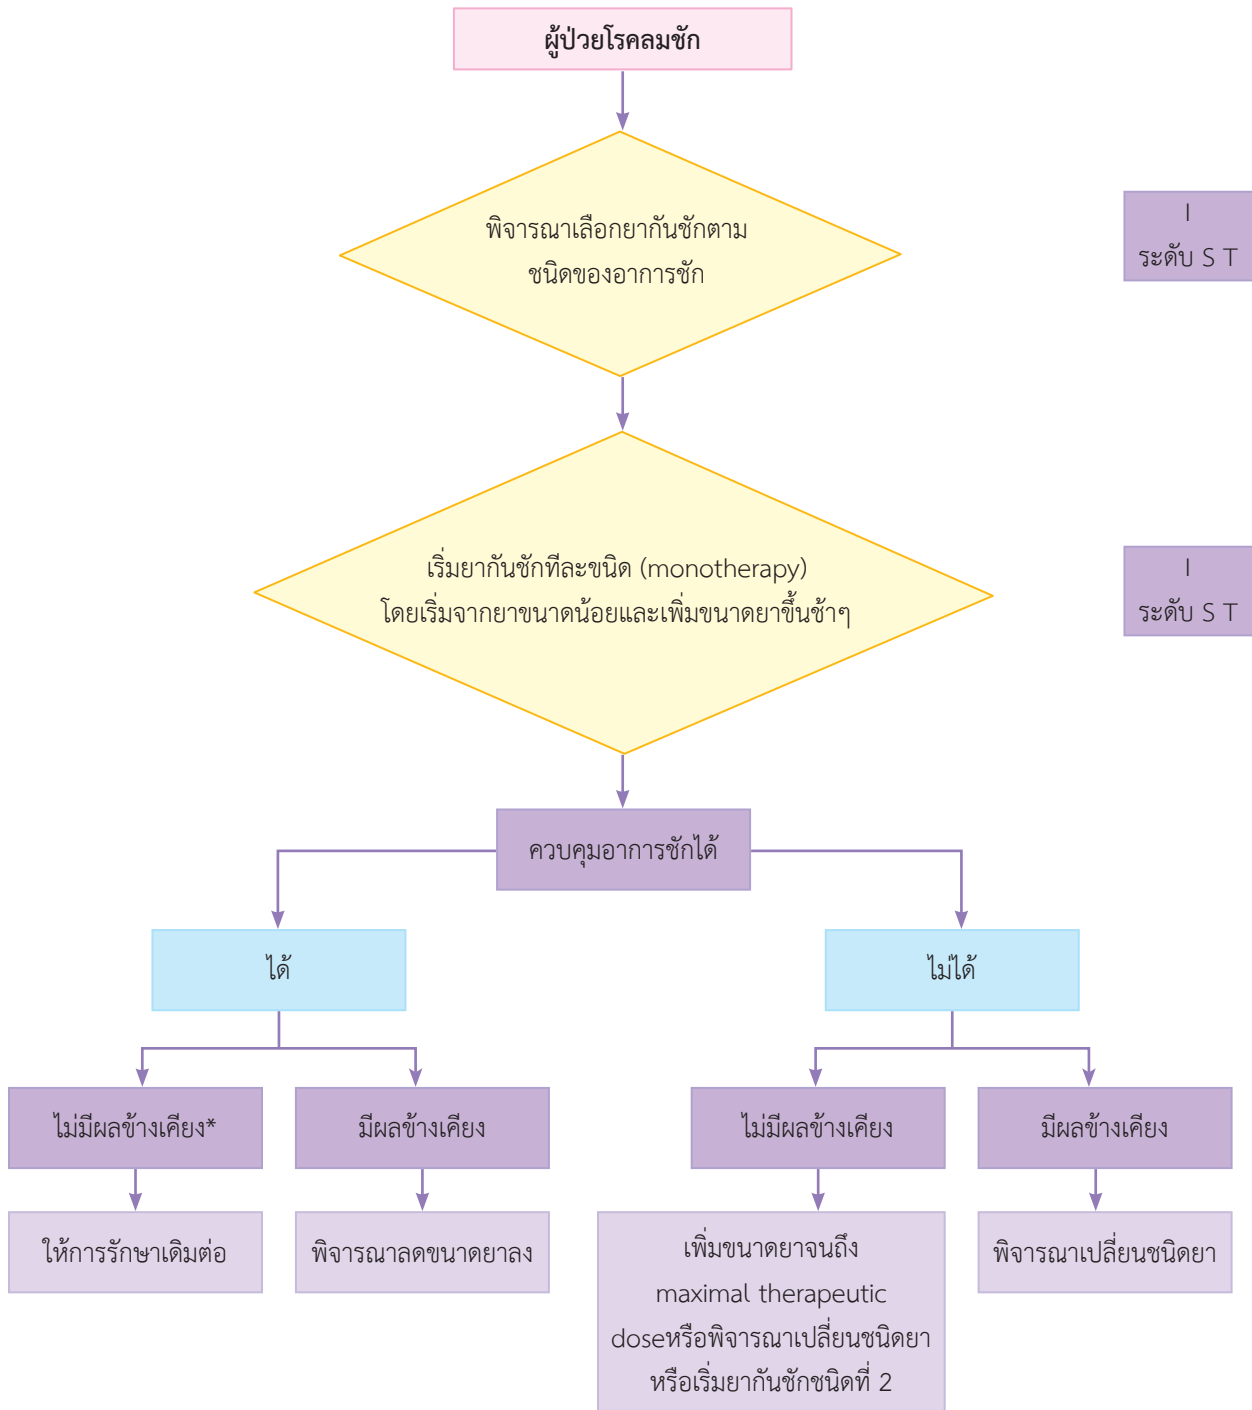 ผู้ป่วยโรคลมชัก
พิจารณาเลือกยากันชักตาม
ชนิดของอาการชัก
I
ระดับ S T
เริ่มยากันชักทีละขนิด (monotherapy)
โดยเริ่มจากยาขนาดน้อยและเพิ่มขนาดยาขึ้นช้าๆ
I
ระดับ S T
ควบคุมอาการชักได้
ได้
ไม่ได้
ไม่มีผลข้างเคียง*
มีผลข้างเคียง
ไม่มีผลข้างเคียง
มีผลข้างเคียง
ให้การรักษาเดิมต่อ
พิจารณาลดขนาดยาลง
เพิ่มขนาดยาจนถึง
maximal therapeutic
doseหรือพิจารณาเปลี่ยนชนิดยา
หรือเริ่มยากันชักชนิดที่ 2
พิจารณาเปลี่ยนชนิดยา